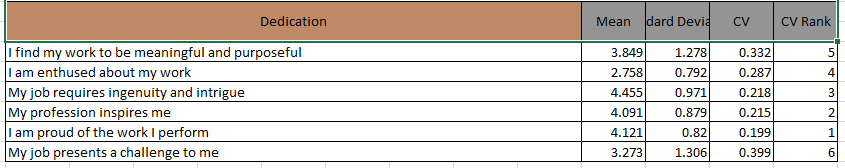 Dedication Mean dard Devia CV CV Rank
I find my work to be meaningful and purposeful 3.849 1.278 0.332 5
I am enthused about my work 2.758 0.792 0.287 4
My job requires ingenuity and intrigue 4.455 0.971 0.218 3
My profession inspires me 4.091 0.879 0.215 2
I am proud of the work I perform 4.121 0.82 0.199 1
My job presents a challenge to me 3.273 1.306 0.399 6